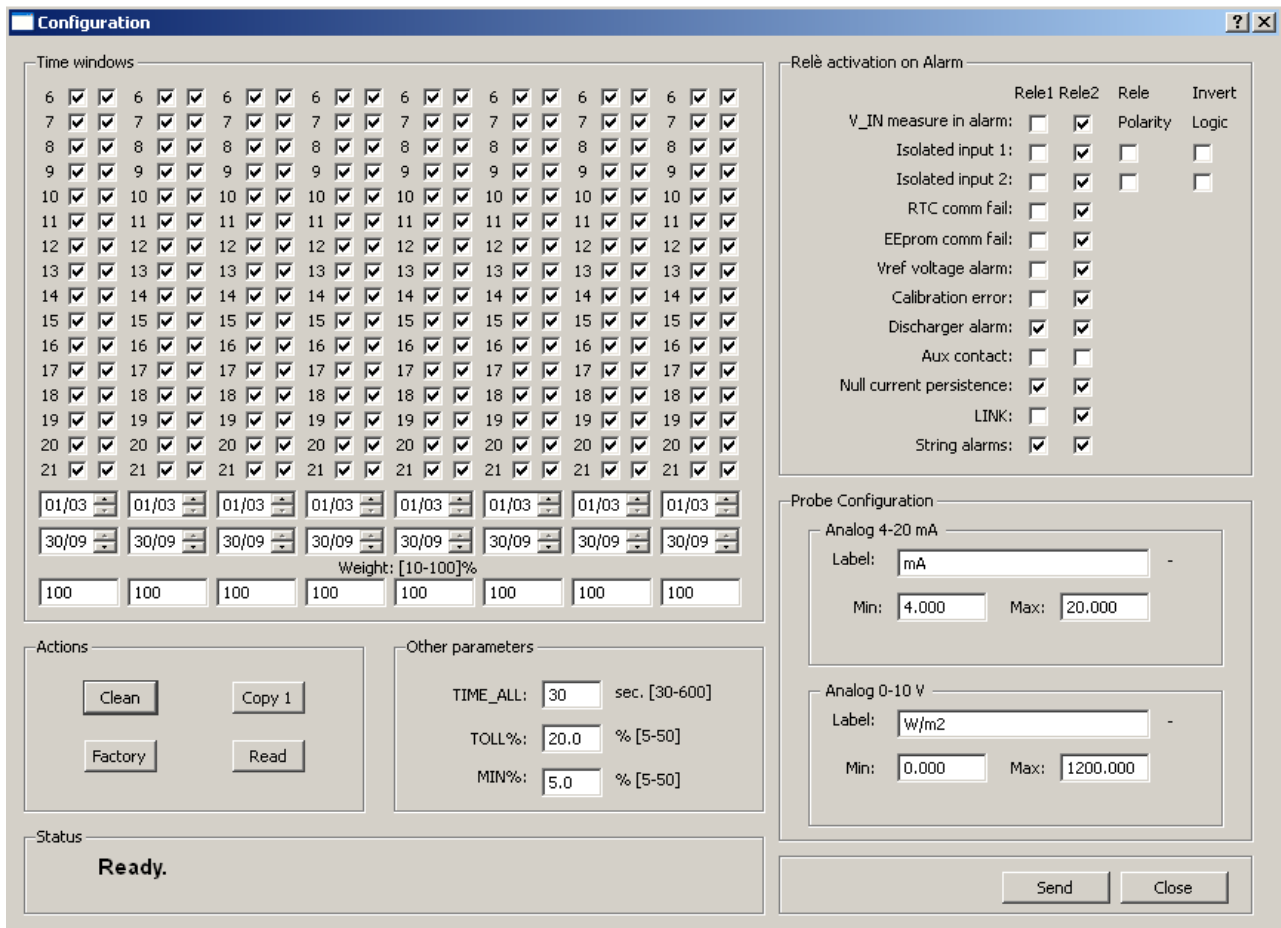 Configuration
Time windows
6 6 6 6 6 6 6 6
7 7 7 7 7 7 7 7
8 8 8 8 8 8 8 8
9 9 9 9 9 9 9 9
10 10 10 10 10 10 10 10
11 11 11 11 11 11 11 11
12 12 12 12 12 12 12 12
13 13 13 13 13 13 13 13
14 14 14 14 14 14 14 14
15 15 15 15 15 15 15 15
16 16 16 16 16 16 16 16
17 17 17 17 17 17 17 17
18 18 18 18 18 18 18 18
19 19 19 19 19 19 19 19
20 20 20 20 20 20 20 20
21 21 21 21 21 21 21 21
01/03 01/03 01/03 01/03 01/03 01/03 01/03 01/03
30/09 30/09 30/09 30/09 30/09 30/09 30/09 30/09
Weight: [10-100]%
100 100 100 100 100 100 100 100
Relè activation on Alarm
Rele1 Rele2 Rele Invert
V_IN measure in alarm: Polarity Logic
Isolated input 1:
Isolated input 2:
RTC comm fail:
EEprom comm fail:
Vref voltage alarm:
Calibration error:
Discharger alarm:
Aux contact:
Null current persistence:
LINK:
String alarms:
Actions
Clean Copy 1
Factory Read
Other parameters
TIME_ALL: 30 sec. [30-600]
TOLL%: 20.0 % [5-50]
MIN%: 5.0 % [5-50]
Probe Configuration
Analog 4-20 mA
Label: mA -
Min: 4.000 Max: 20.000
Analog 0-10 V
Label: W/m2 -
Min: 0.000 Max: 1200.000
Status
Ready.
Send Close